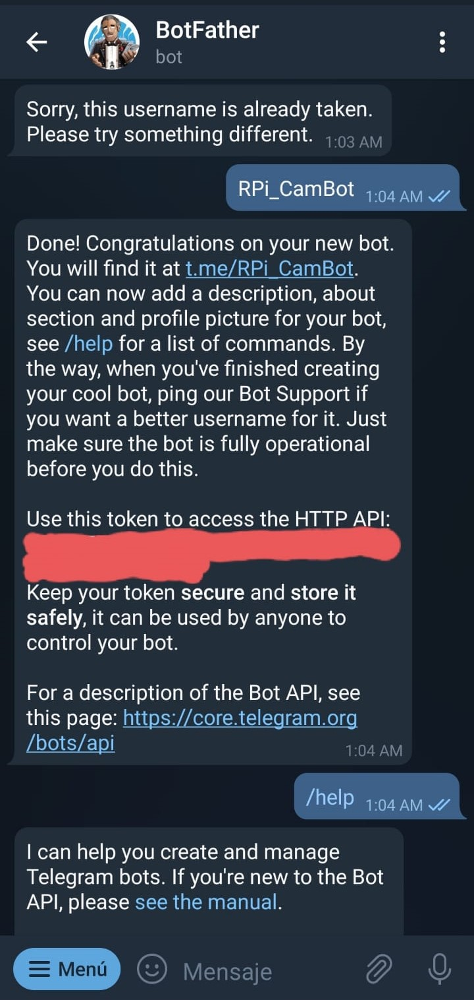 BotFather
bot
Sorry, this username is already taken.
Please try something different. 1:03 AM
RPi_CamBot 1:04 AM
Done! Congratulations on your new bot.
You will find it at t.me/RPi_CamBot.
You can now add a description, about
section and profile picture for your bot,
see /help for a list of commands. By
the way, when you've finished creating
your cool bot, ping our Bot Support if
you want a better username for it. Just
make sure the bot is fully operational
before you do this.
Use this token to access the HTTP API:
Keep your token secure and store it
safely, it can be used by anyone to
control your bot.
For a description of the Bot API, see
this page: https://core.telegram.org
/bots/api 1:04 AM
/help 1:04 AM
I can help you create and manage
Telegram bots. If you're new to the Bot
API, please see the manual.
Menú Mensaje